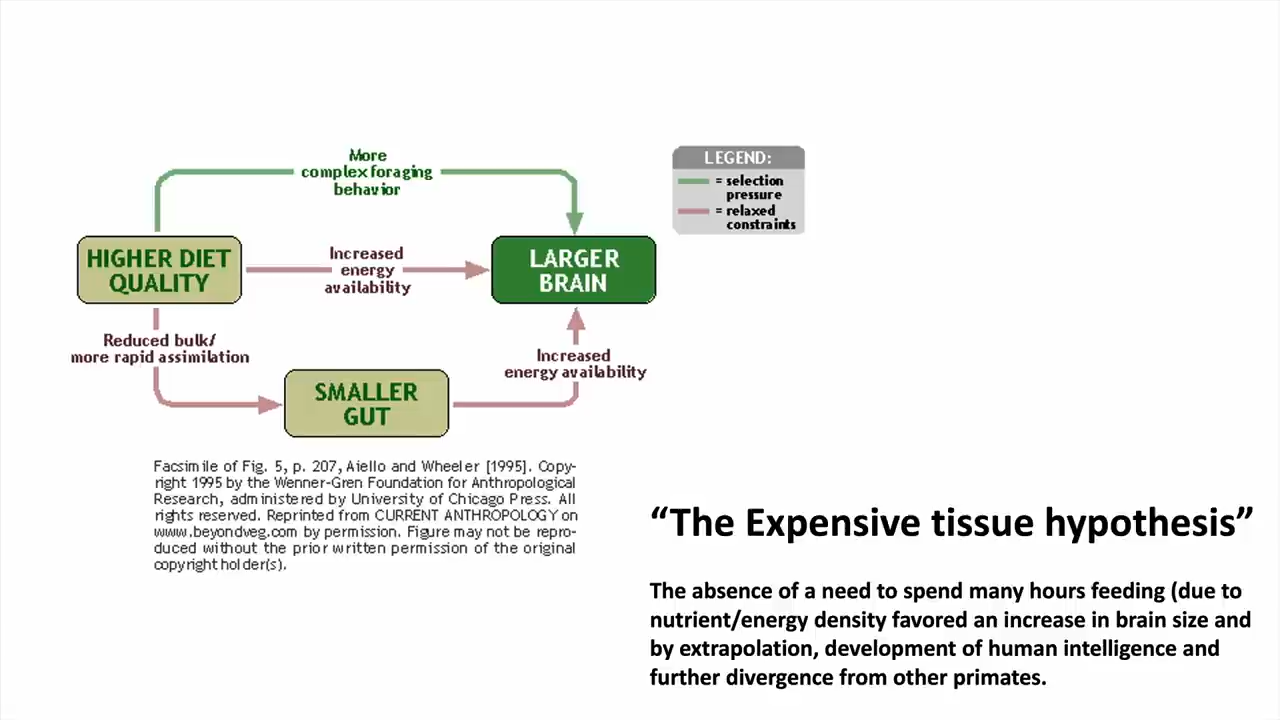 More
complex foraging
behavior
LEGEND:
= selection
pressure
= relaxed
constraints
HIGHER DIET
QUALITY
Increased
energy
availability
LARGER
BRAIN
Reduced bulk/
more rapid assimilation
Increased
energy availability
SMALLER
GUT
Facsimile of Fig. 5, p. 207, Aiello and Wheeler [1995]. Copy-
right 1995 by the Wenner-Gren Foundation for Anthropological
Research, administered by University of Chicago Press. All
rights reserved. Reprinted from CURRENT ANTHROPOLOGY on
www.beyondveg.com by permission. Figure may not be repro-
duced without the prior written permission of the original
copyright holder(s).
“The Expensive tissue hypothesis”
The absence of a need to spend many hours feeding (due to
nutrient/energy density favored an increase in brain size and
by extrapolation, development of human intelligence and
further divergence from other primates.